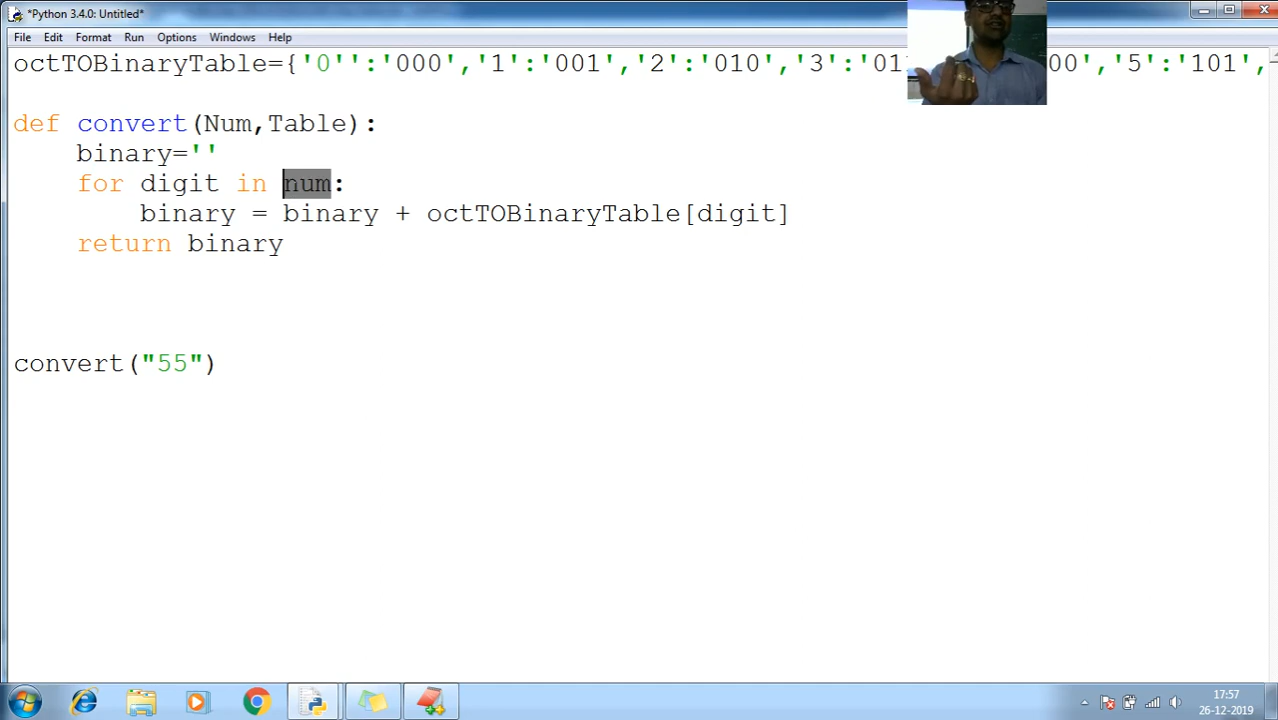 *Python 3.4.0: Untitled*
File Edit Format Run Options Windows Help
octTOBinaryTable={'0'':'000','1':'001','2':'010','3':'01 00','5':'101',
def convert(Num,Table):
binary=''
for digit in num:
binary = binary + octTOBinaryTable[digit]
return binary
convert("55")
17:57
26-12-2019